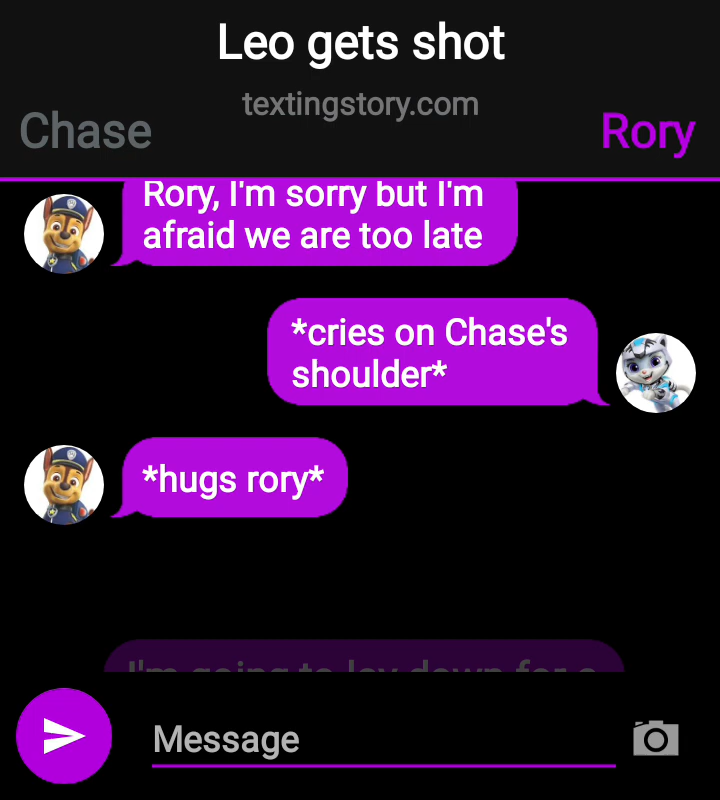 Leo gets shot
textingstory.com
Chase
Rory
Rory, I'm sorry but I'm
afraid we are too late
*cries on Chase's
shoulder*
*hugs rory*
I'm going to lay down for a
Message